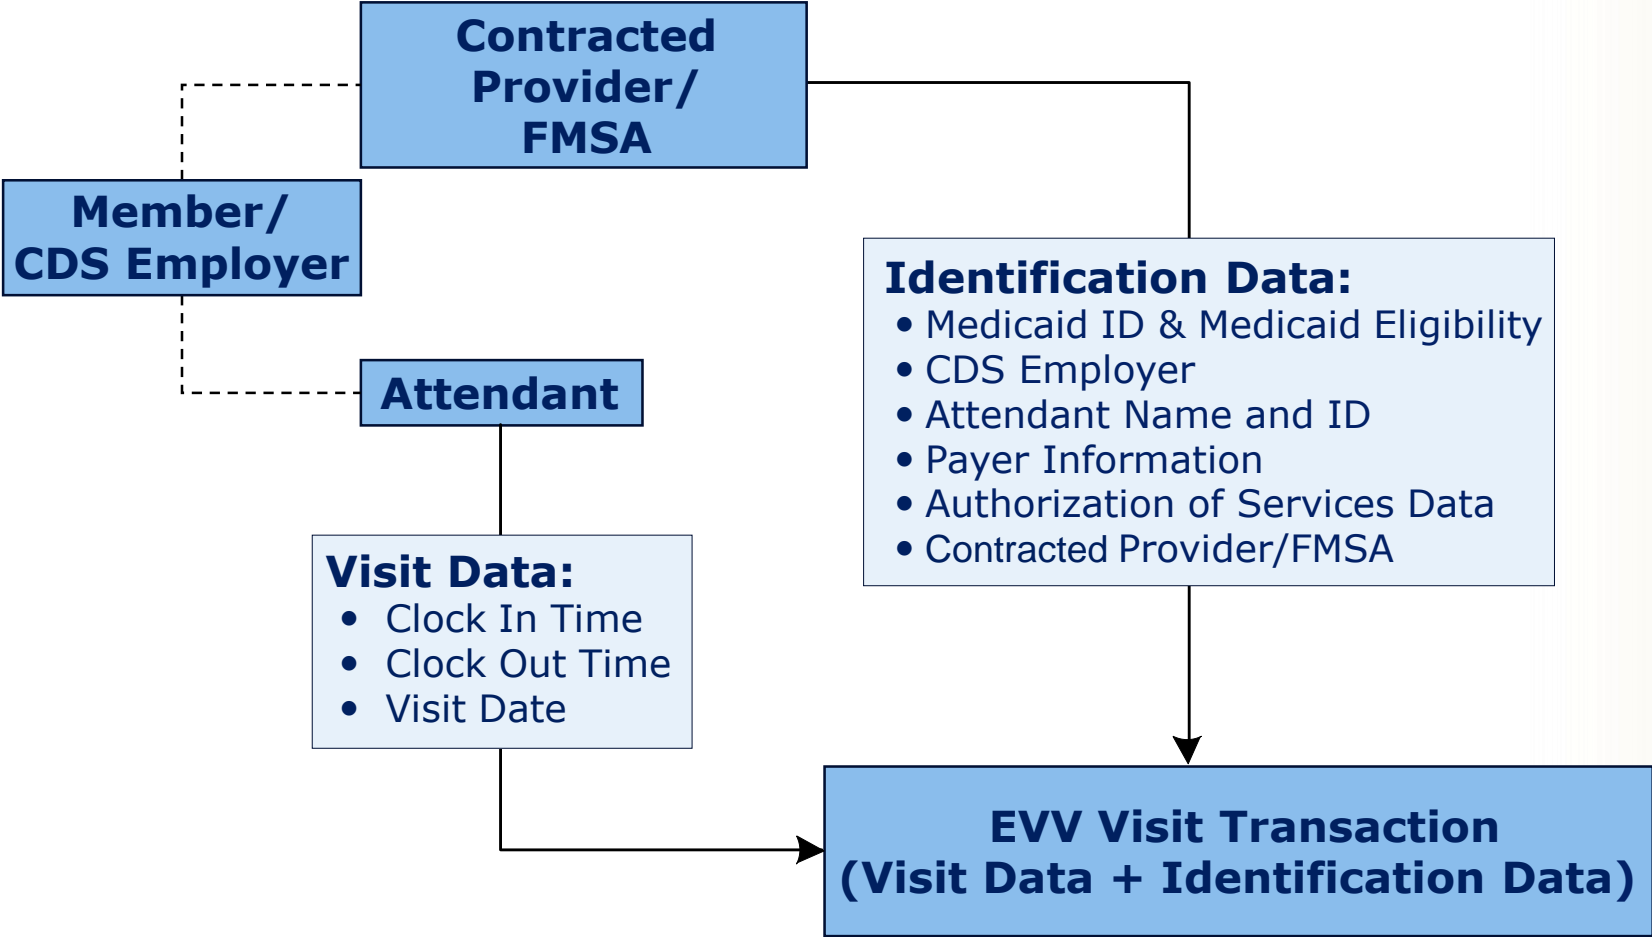 Contracted
Provider/
FMSA
Member/
CDS Employer
Attendant
Identification Data:
• Medicaid ID & Medicaid Eligibility
• CDS Employer
• Attendant Name and ID
• Payer Information
• Authorization of Services Data
• Contracted Provider/FMSA
Visit Data:
• Clock In Time
• Clock Out Time
• Visit Date
EVV Visit Transaction
(Visit Data + Identification Data)